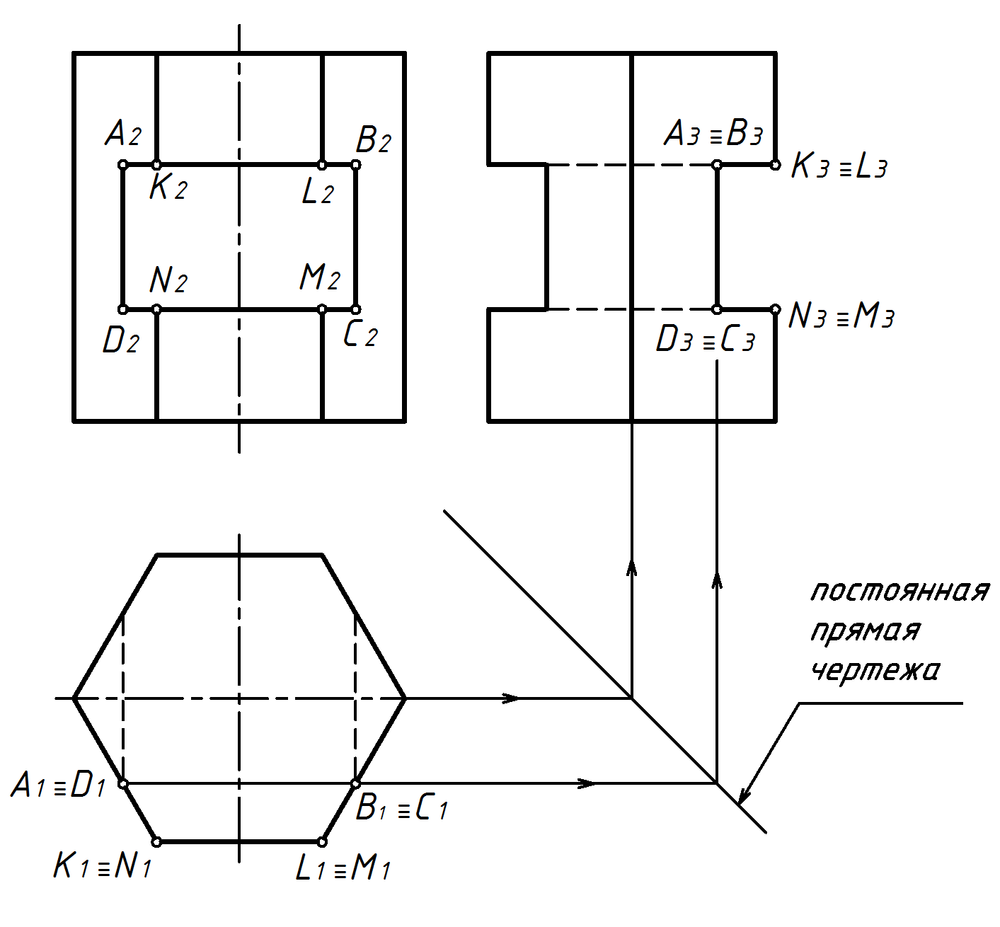 A2
B2
K2
L2
N2
M2
D2
C2
A3 ≡ B3
K3 ≡ L3
D3 ≡ C3
N3 ≡ M3
постоянная
прямая
чертежа
A1 ≡ D1
B1 ≡ C1
K1 ≡ N1
L1 ≡ M1